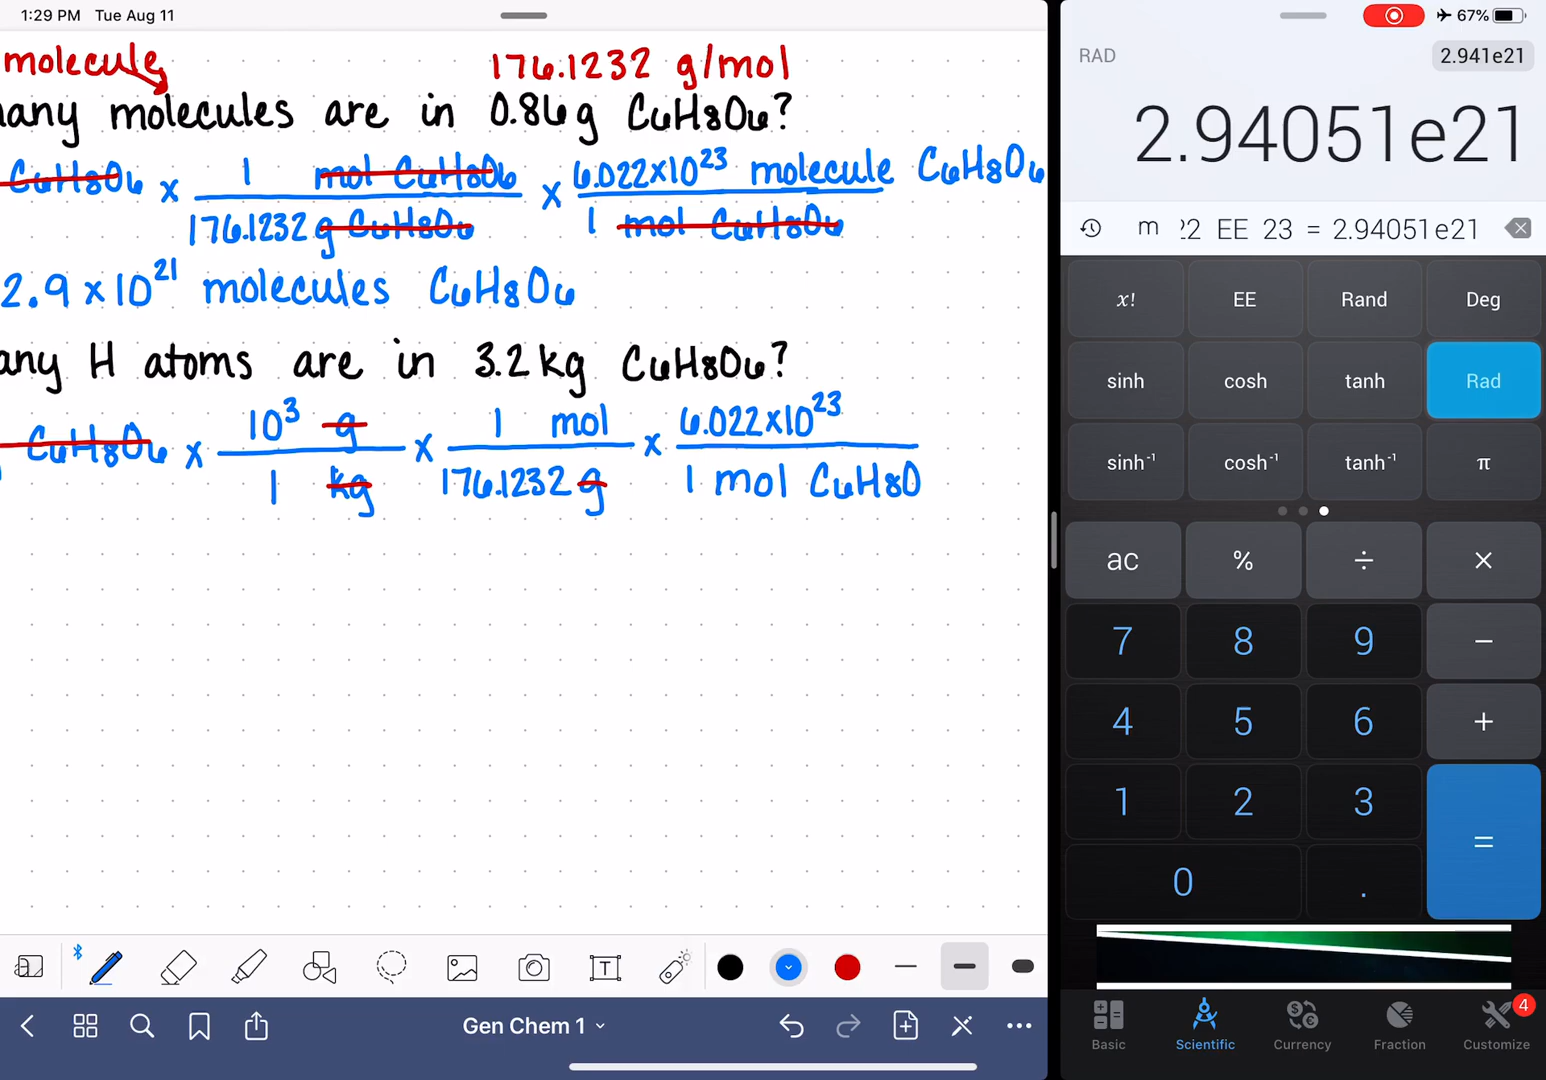 1:29 PM Tue Aug 11
67%
molecule
176.1232 g/mol
any molecules are in 0.86g C6H8O6?
C6H8O6 x 1 mol C6H8O6 / 176.1232 g C6H8O6 x 6.022x10^23 molecule C6H8O6 / 1 mol C6H8O6
2.9 x 10^21 molecules C6H8O6
any H atoms are in 3.2 kg C6H8O6?
C6H8O6 x 10^3 g / 1 kg x 1 mol / 176.1232 g x 6.022x10^23 / 1 mol C6H8O
T
Gen Chem 1
RAD 2.941e21
2.94051e21
m 22 EE 23 = 2.94051e21
x! EE Rand Deg
sinh cosh tanh Rad
sinh-1 cosh-1 tanh-1 π
ac % ÷ ×
7 8 9 −
4 5 6 +
1 2 3 =
0 .
4
Basic Scientific Currency Fraction Customize